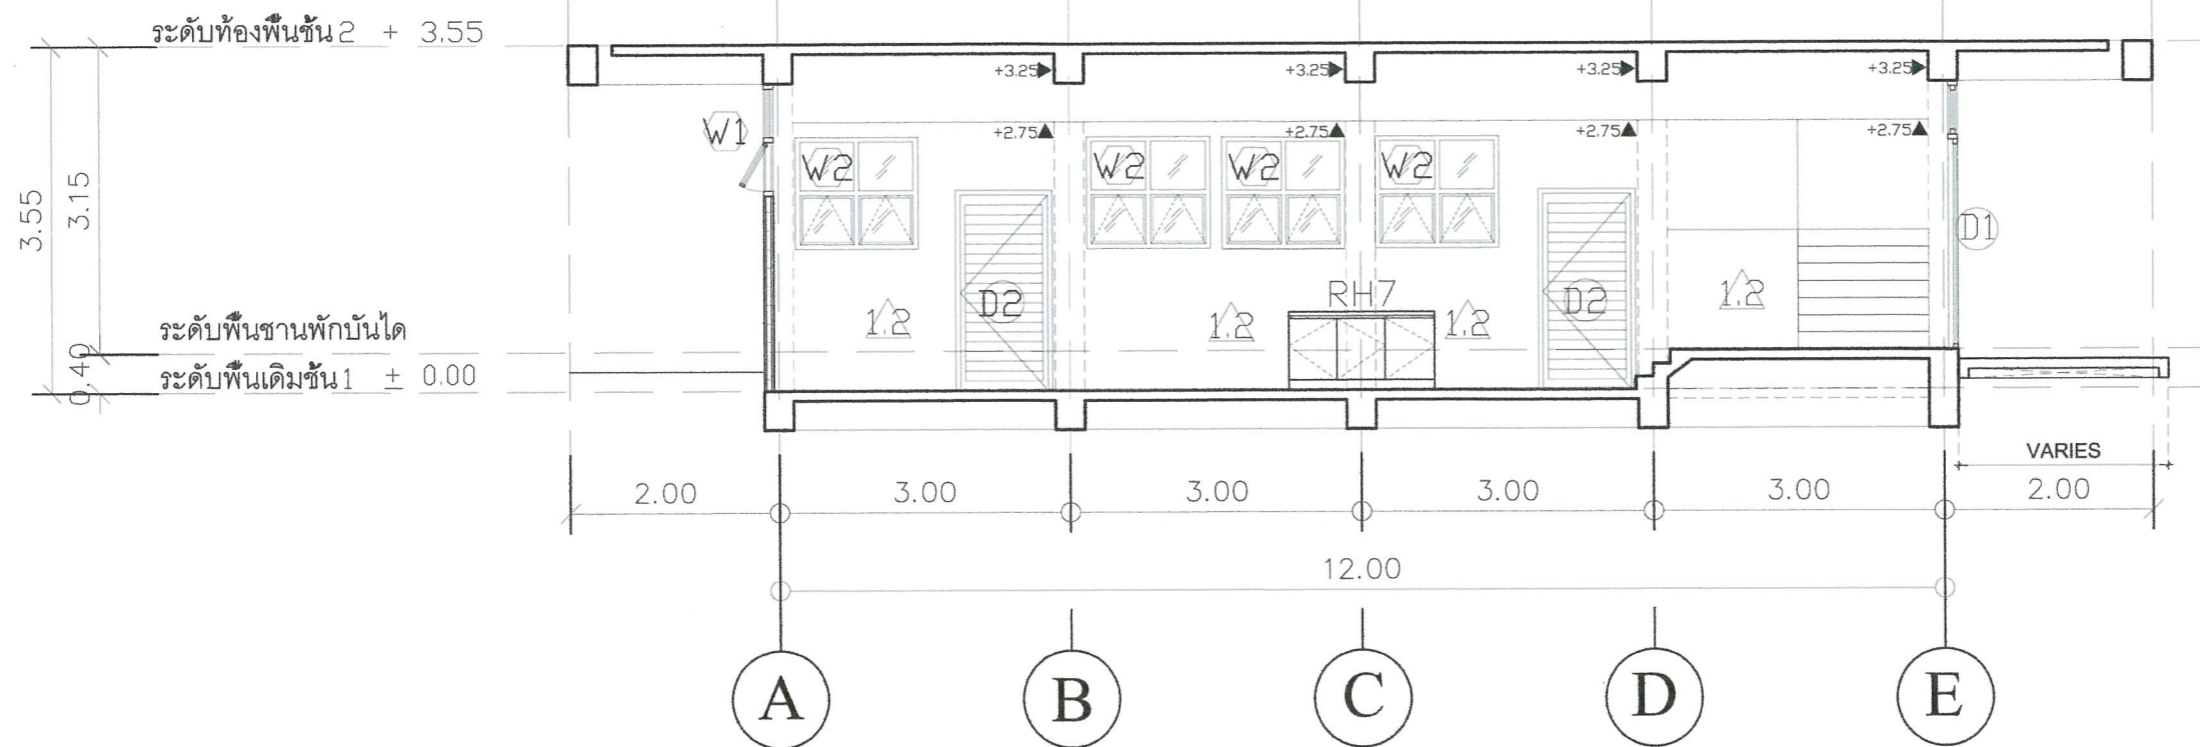 ระดับท้องพื้นชั้น 2 + 3.55
+3.25 +3.25 +3.25 +3.25
W1
+2.75 +2.75 +2.75 +2.75
W2 W2 W2 W2
3.55
3.15
D1
D2 D2
RH7
1.2 1.2 1.2 1.2
ระดับพื้นชานพักบันได
0.40
ระดับพื้นเดิมชั้น 1 ± 0.00
VARIES
2.00 3.00 3.00 3.00 3.00 2.00
12.00
A B C D E